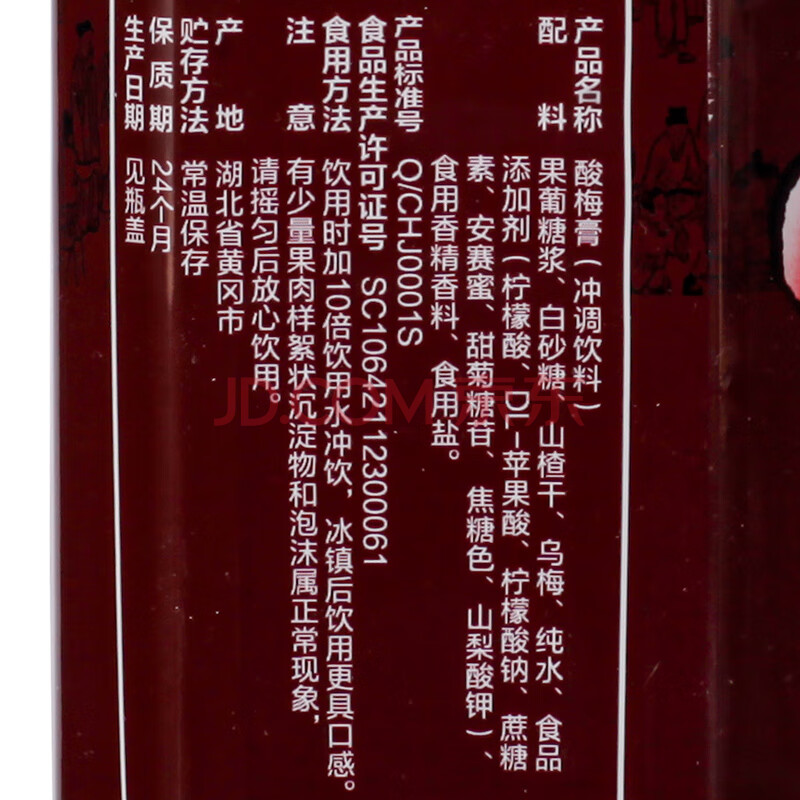 产品名称 酸梅膏(冲调饮料)
配料 果葡糖浆、白砂糖、山楂干、乌梅、纯水、食品
添加剂(柠檬酸、DL-苹果酸、柠檬酸钠、蔗糖
素、安赛蜜、甜菊糖苷、焦糖色、山梨酸钾)、
食用香精香料、食用盐。
产品标准号 Q/CHJ0001S
食品生产许可证号 SC10642112300061
食用方法 饮用时加10倍饮用水冲饮,冰镇后饮用更具口感。
注意 有少量果肉样絮状沉淀物和泡沫属正常现象,
请摇匀后放心饮用。
产地 湖北省黄冈市
贮存方法 常温保存
保质期 24个月
生产日期 见瓶盖
JD.COM 京东